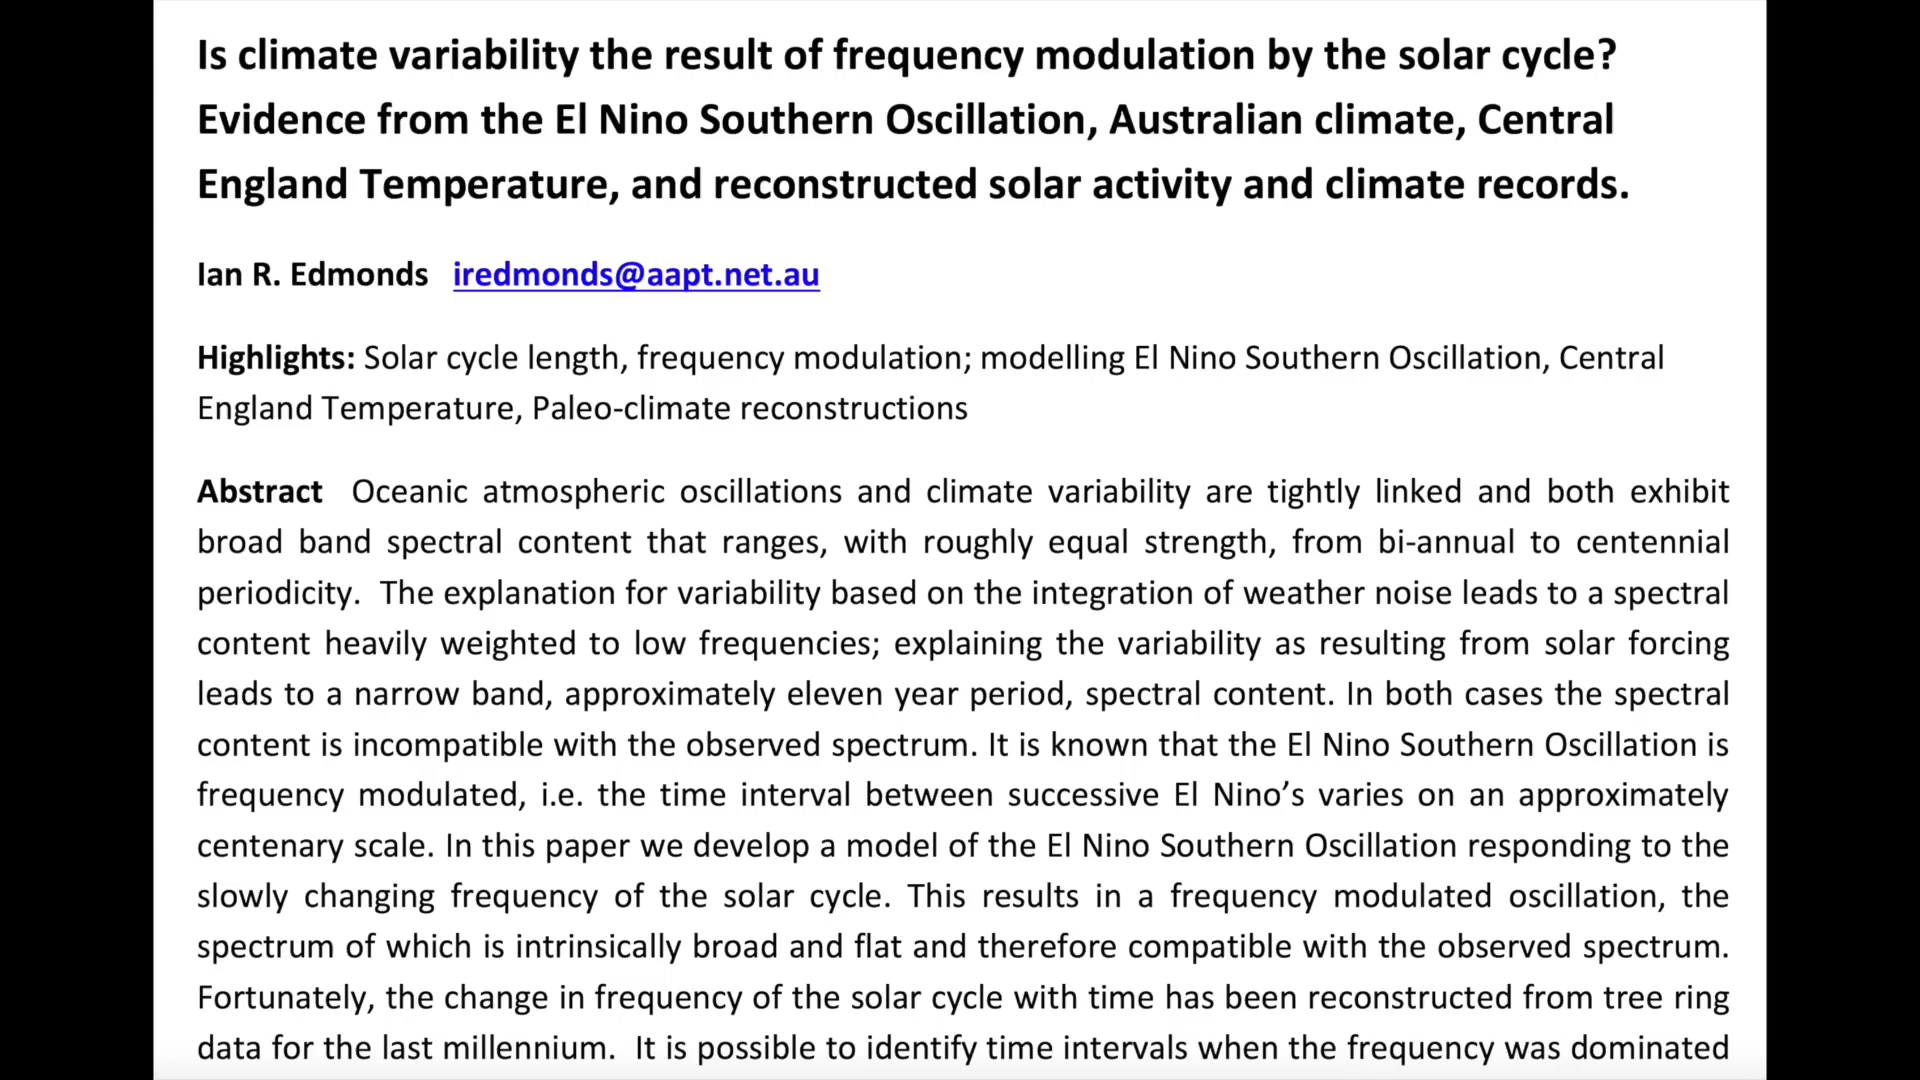 Is climate variability the result of frequency modulation by the solar cycle?
Evidence from the El Nino Southern Oscillation, Australian climate, Central
England Temperature, and reconstructed solar activity and climate records.
Ian R. Edmonds iredmonds@aapt.net.au
Highlights: Solar cycle length, frequency modulation; modelling El Nino Southern Oscillation, Central
England Temperature, Paleo-climate reconstructions
Abstract Oceanic atmospheric oscillations and climate variability are tightly linked and both exhibit
broad band spectral content that ranges, with roughly equal strength, from bi-annual to centennial
periodicity. The explanation for variability based on the integration of weather noise leads to a spectral
content heavily weighted to low frequencies; explaining the variability as resulting from solar forcing
leads to a narrow band, approximately eleven year period, spectral content. In both cases the spectral
content is incompatible with the observed spectrum. It is known that the El Nino Southern Oscillation is
frequency modulated, i.e. the time interval between successive El Nino’s varies on an approximately
centenary scale. In this paper we develop a model of the El Nino Southern Oscillation responding to the
slowly changing frequency of the solar cycle. This results in a frequency modulated oscillation, the
spectrum of which is intrinsically broad and flat and therefore compatible with the observed spectrum.
Fortunately, the change in frequency of the solar cycle with time has been reconstructed from tree ring
data for the last millennium. It is possible to identify time intervals when the frequency was dominated